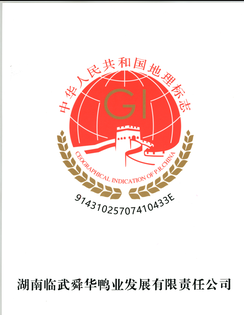 中华人民共和国地理标志
GI
GEOGRAPHICAL INDICATION OF P.R.CHINA
91431025707410433E
湖南临武舜华鸭业发展有限责任公司